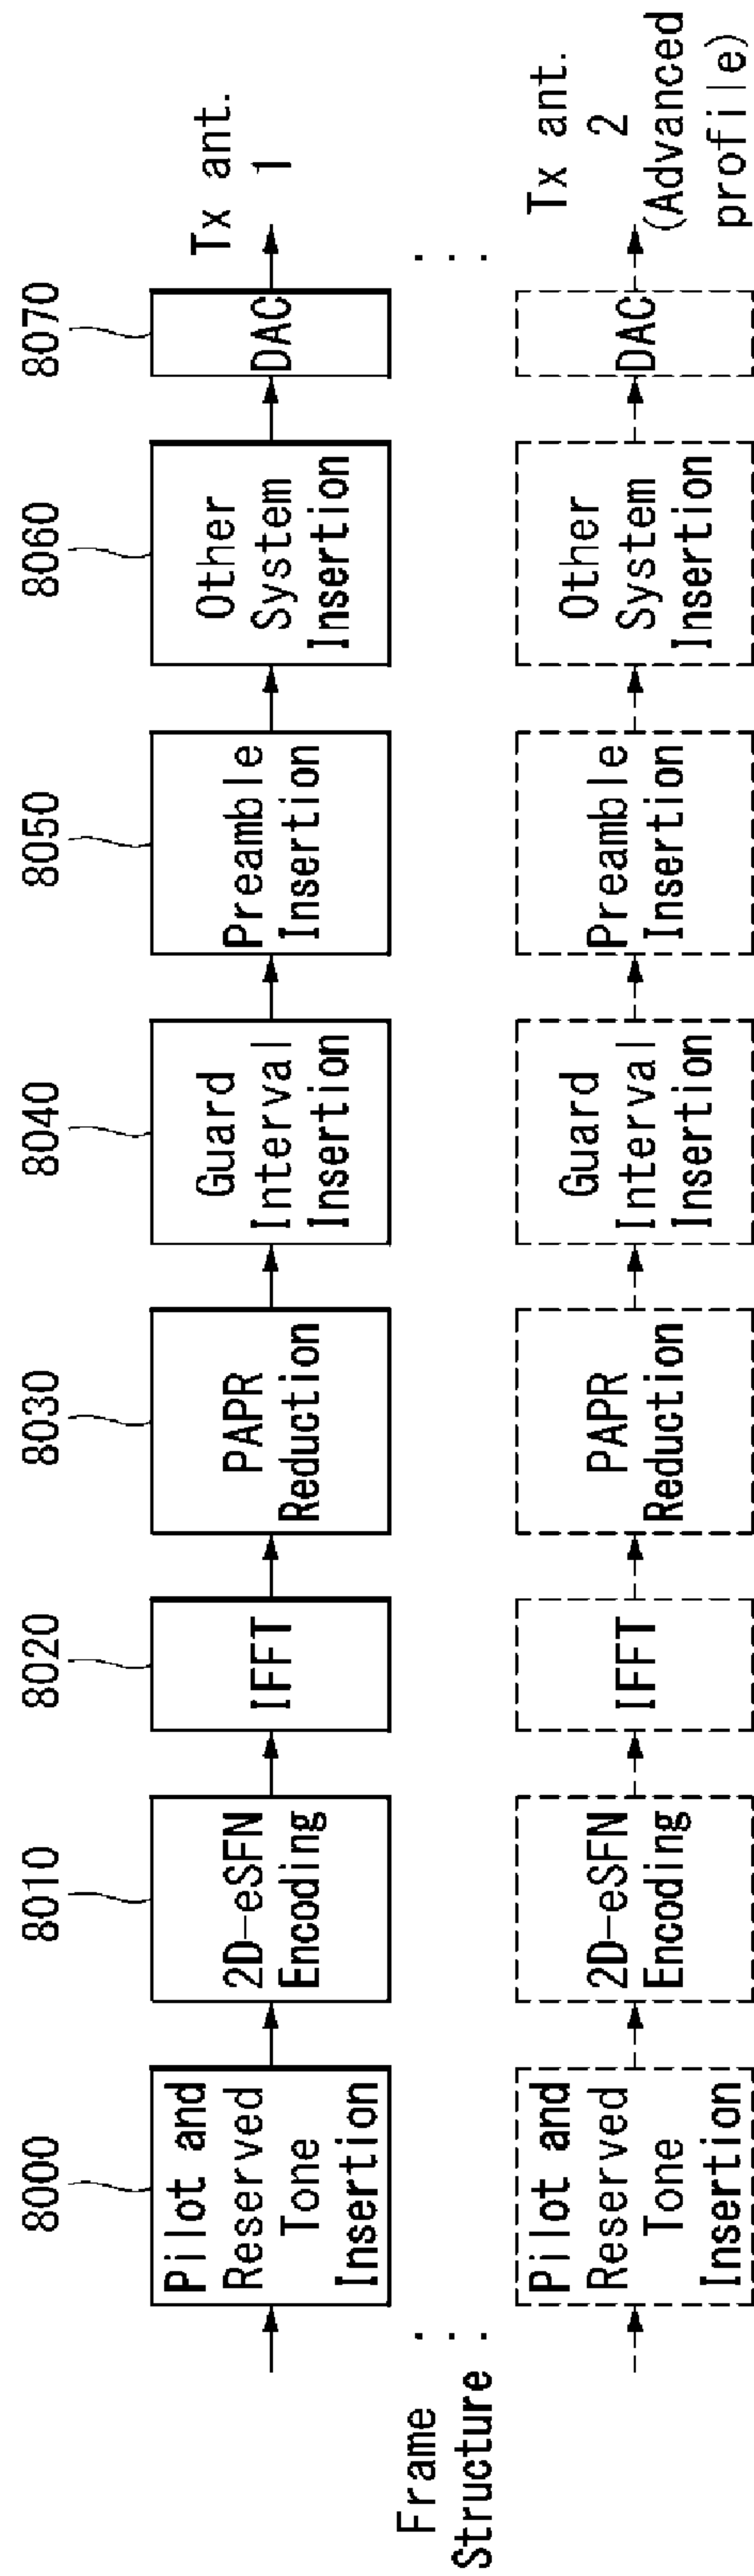 8000
8010
8020
8030
8040
8050
8060
8070
Pilot and
Reserved
Tone
Insertion
2D-eSFN
Encoding
IFFT
PAPR
Reduction
Guard
Interval
Insertion
Preamble
Insertion
Other
System
Insertion
DAC
Tx ant.
1
Frame
Structure
...
...
Pilot and
Reserved
Tone
Insertion
2D-eSFN
Encoding
IFFT
PAPR
Reduction
Guard
Interval
Insertion
Preamble
Insertion
Other
System
Insertion
DAC
Tx ant.
2
(Advanced
profile)